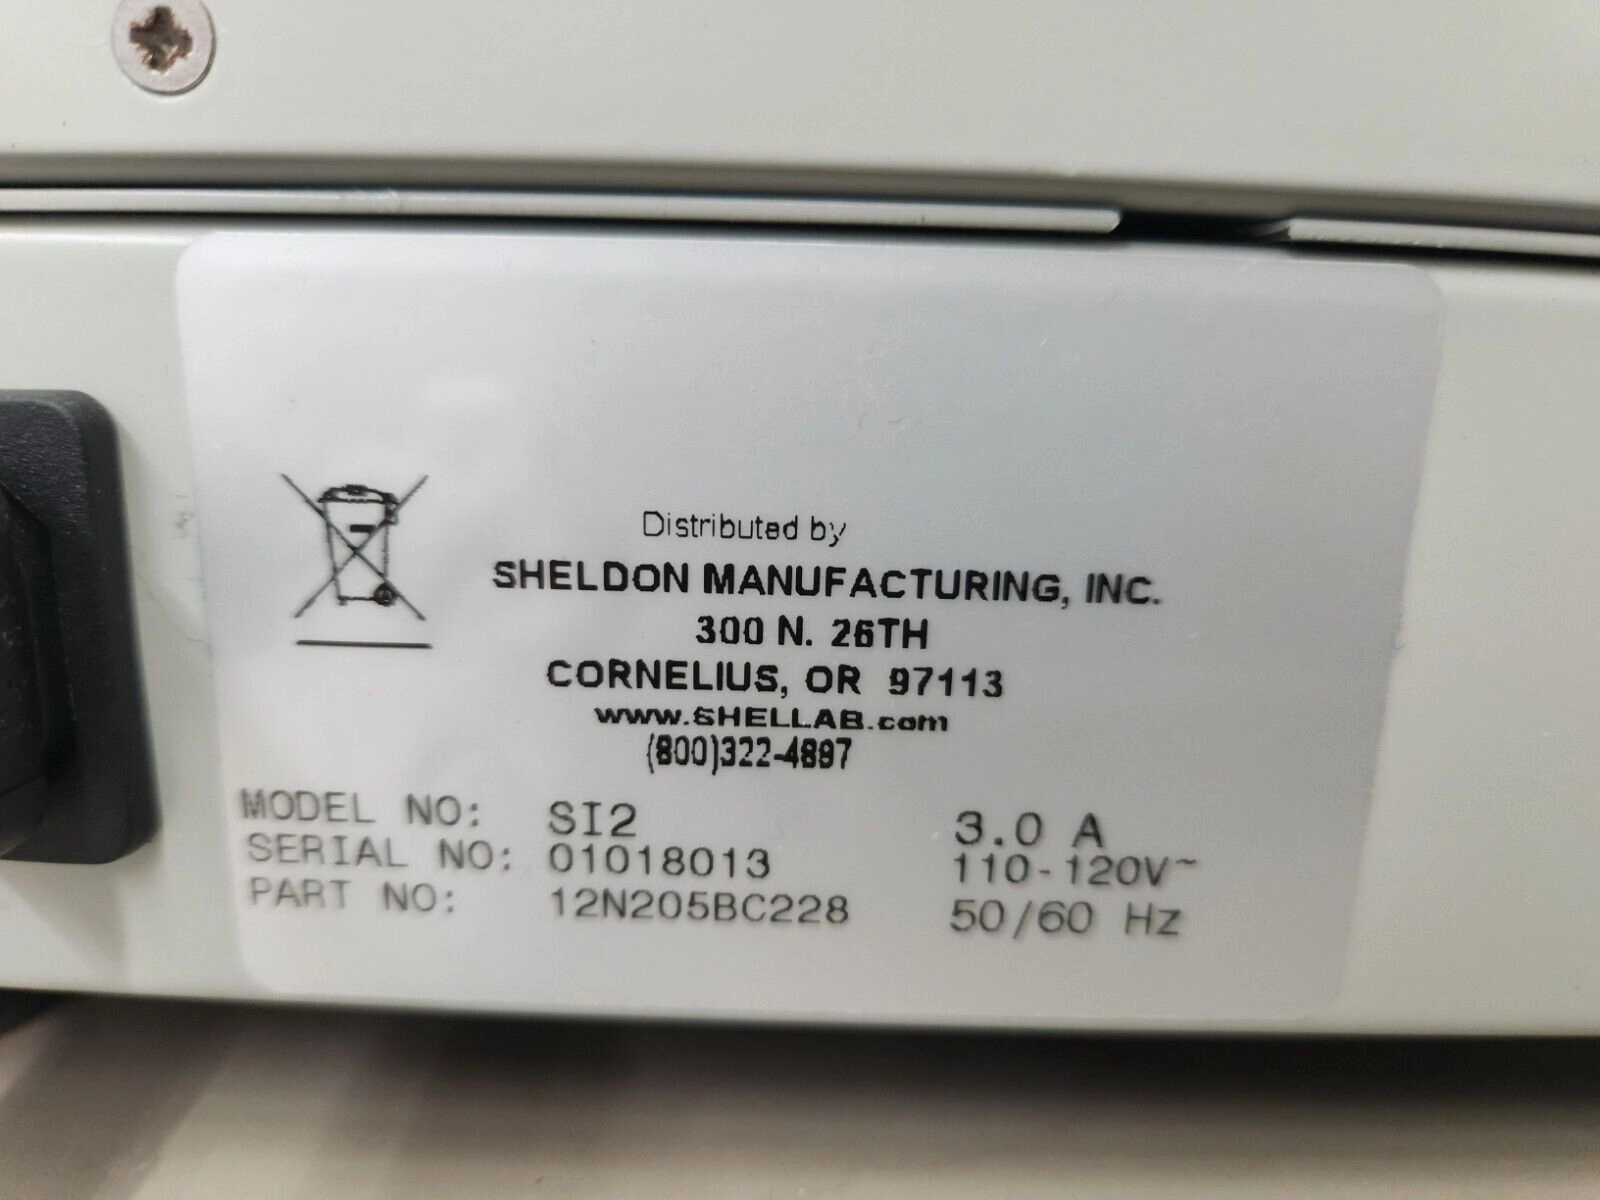 Distributed by
SHELDON MANUFACTURING, INC.
300 N. 26TH
CORNELIUS, OR 97113
www.SHELLAB.com
(800)322-4897
MODEL NO: SI2 3.0 A
SERIAL NO: 01018013 110-120V~
PART NO: 12N205BC228 50/60 Hz